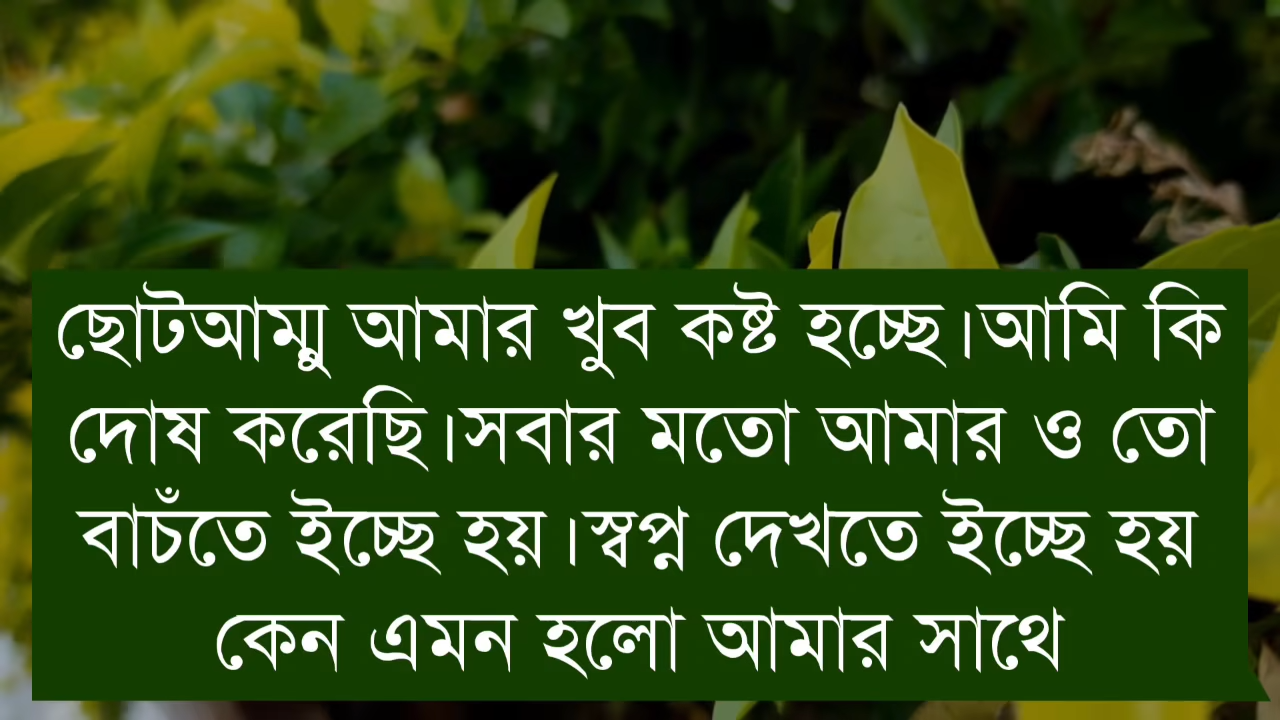 ছোটআম্মু আমার খুব কষ্ট হচ্ছে।আমি কি
দোষ করেছি।সবার মতো আমার ও তো
বাচঁতে ইচ্ছে হয়।স্বপ্ন দেখতে ইচ্ছে হয়
কেন এমন হলো আমার সাথে